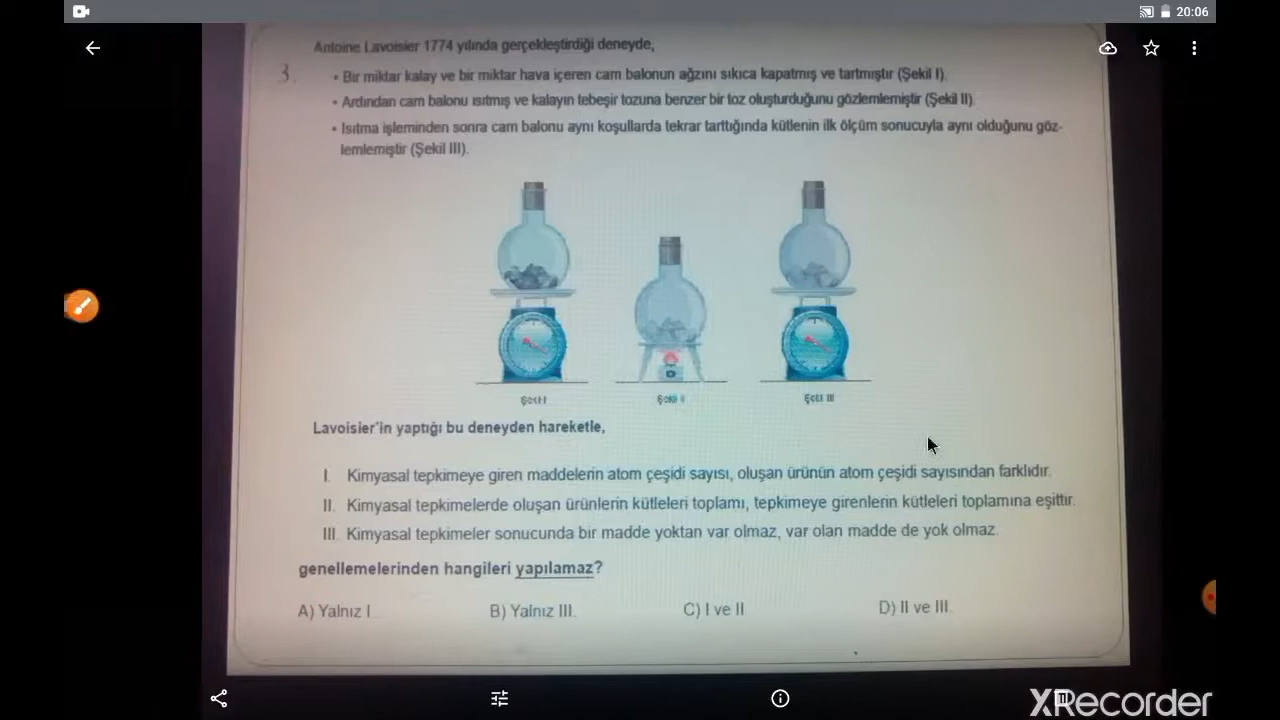 20:06
Antoine Lavoisier 1774 yılında gerçekleştirdiği deneyde,
3.
• Bir miktar kalay ve bir miktar hava içeren cam balonun ağzını sıkıca kapatmış ve tartmıştır (Şekil I).
• Ardından cam balonu ısıtmış ve kalayın tebeşir tozuna benzer bir toz oluşturduğunu gözlemlemiştir (Şekil II).
• Isıtma işleminden sonra cam balonu aynı koşullarda tekrar tarttığında kütlenin ilk ölçüm sonucuyla aynı olduğunu göz-
lemlemiştir (Şekil III).
Şekil I Şekil II Şekil III
Lavoisier'in yaptığı bu deneyden hareketle,
I. Kimyasal tepkimeye giren maddelerin atom çeşidi sayısı, oluşan ürünün atom çeşidi sayısından farklıdır.
II. Kimyasal tepkimelerde oluşan ürünlerin kütleleri toplamı, tepkimeye girenlerin kütleleri toplamına eşittir.
III. Kimyasal tepkimeler sonucunda bir madde yoktan var olmaz, var olan madde de yok olmaz.
genellemelerinden hangileri yapılamaz?
A) Yalnız I B) Yalnız III. C) I ve II D) II ve III.
XRecorder